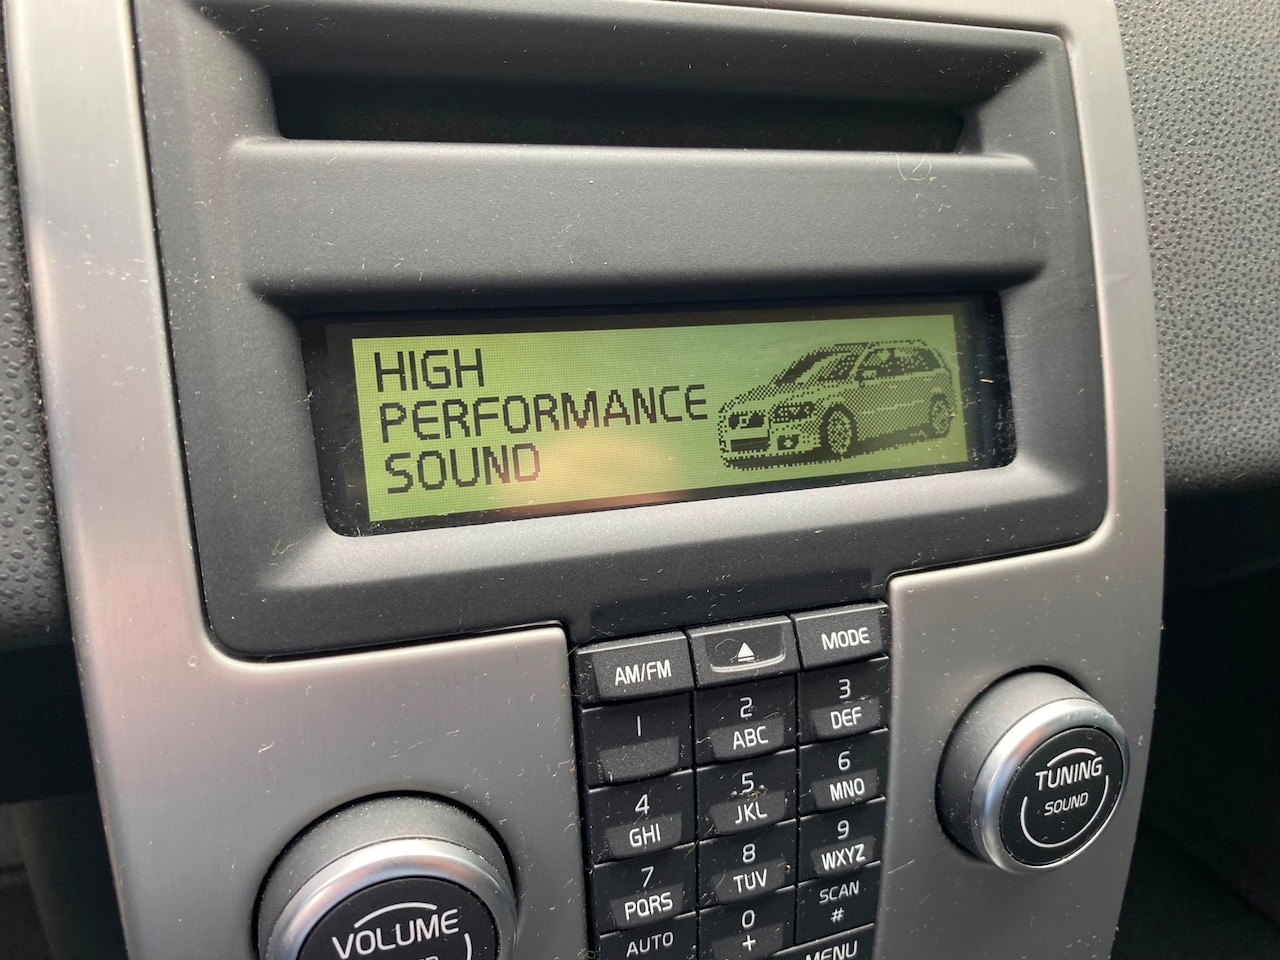 HIGH
PERFORMANCE
SOUND
AM/FM
MODE
1
2
ABC
3
DEF
4
GHI
5
JKL
6
MNO
7
PQRS
8
TUV
9
WXYZ
AUTO
0
+
SCAN
#
MENU
VOLUME
TUNING
SOUND